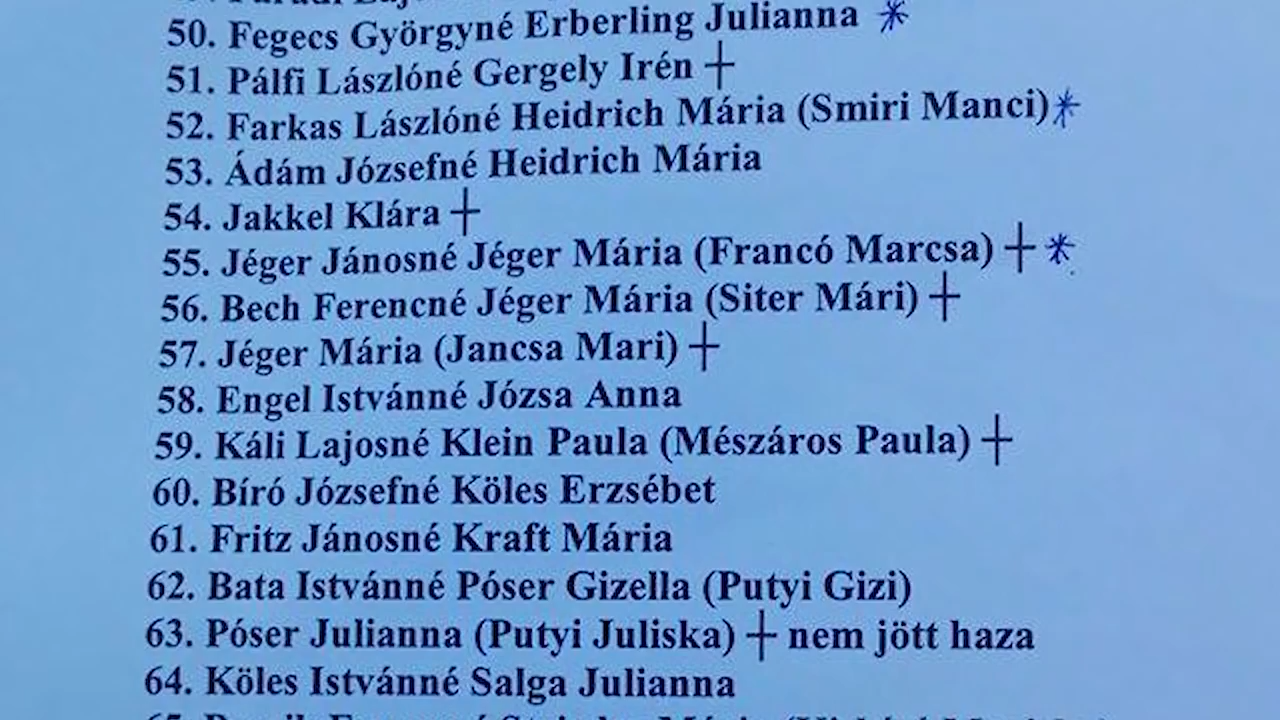 50. Fegecs Györgyné Erberling Julianna *
51. Pálfi Lászlóné Gergely Irén +
52. Farkas Lászlóné Heidrich Mária (Smiri Manci)*
53. Ádám Józsefné Heidrich Mária
54. Jakkel Klára +
55. Jéger Jánosné Jéger Mária (Francó Marcsa) + *
56. Bech Ferencné Jéger Mária (Siter Mári) +
57. Jéger Mária (Jancsa Mari) +
58. Engel Istvánné Józsa Anna
59. Káli Lajosné Klein Paula (Mészáros Paula) +
60. Bíró Józsefné Köles Erzsébet
61. Fritz Jánosné Kraft Mária
62. Bata Istvánné Póser Gizella (Putyi Gizi)
63. Póser Julianna (Putyi Juliska) + nem jött haza
64. Köles Istvánné Salga Julianna